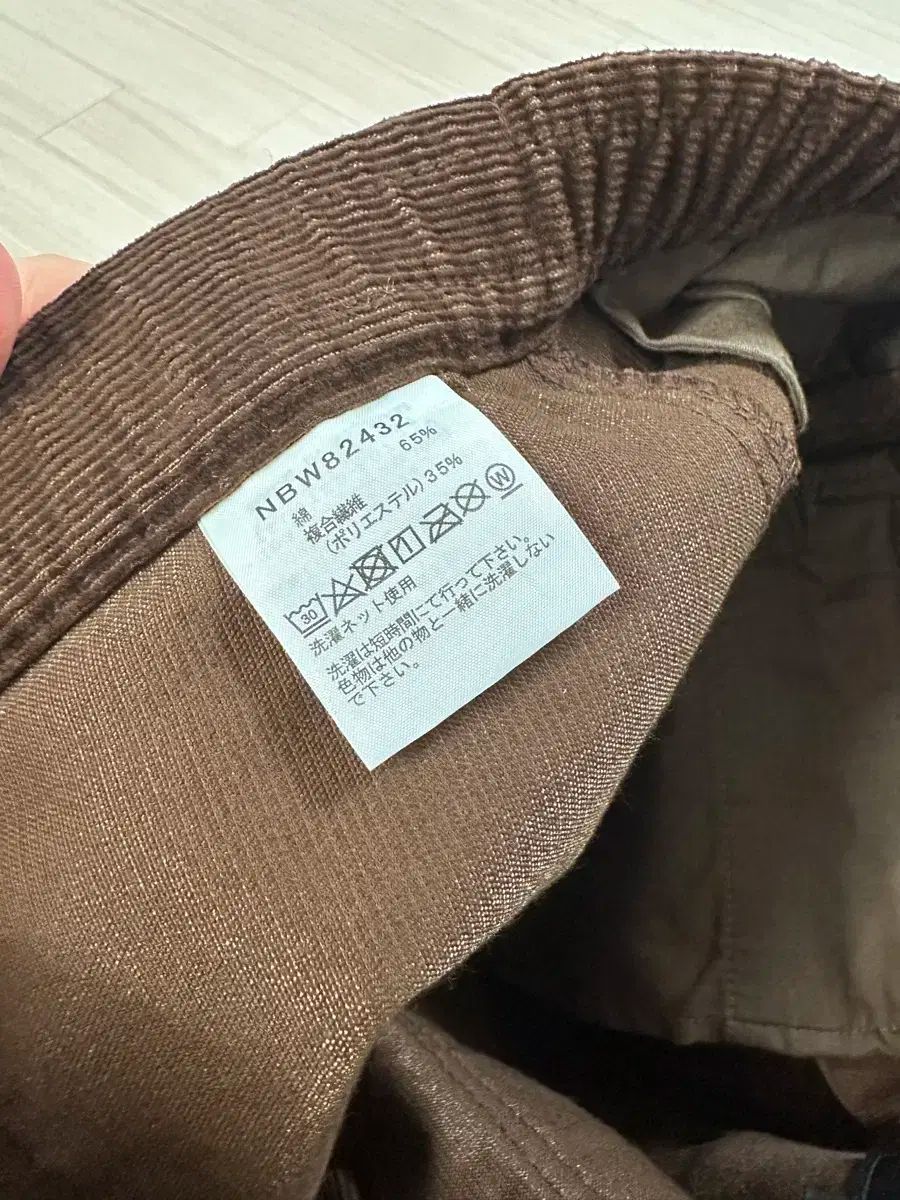 NBW82432
綿 65%
複合繊維
(ポリエステル)35%
30 W
洗濯ネット使用
洗濯は短時間にて行って下さい。
色物は他の物と一緒に洗濯しない
で下さい。